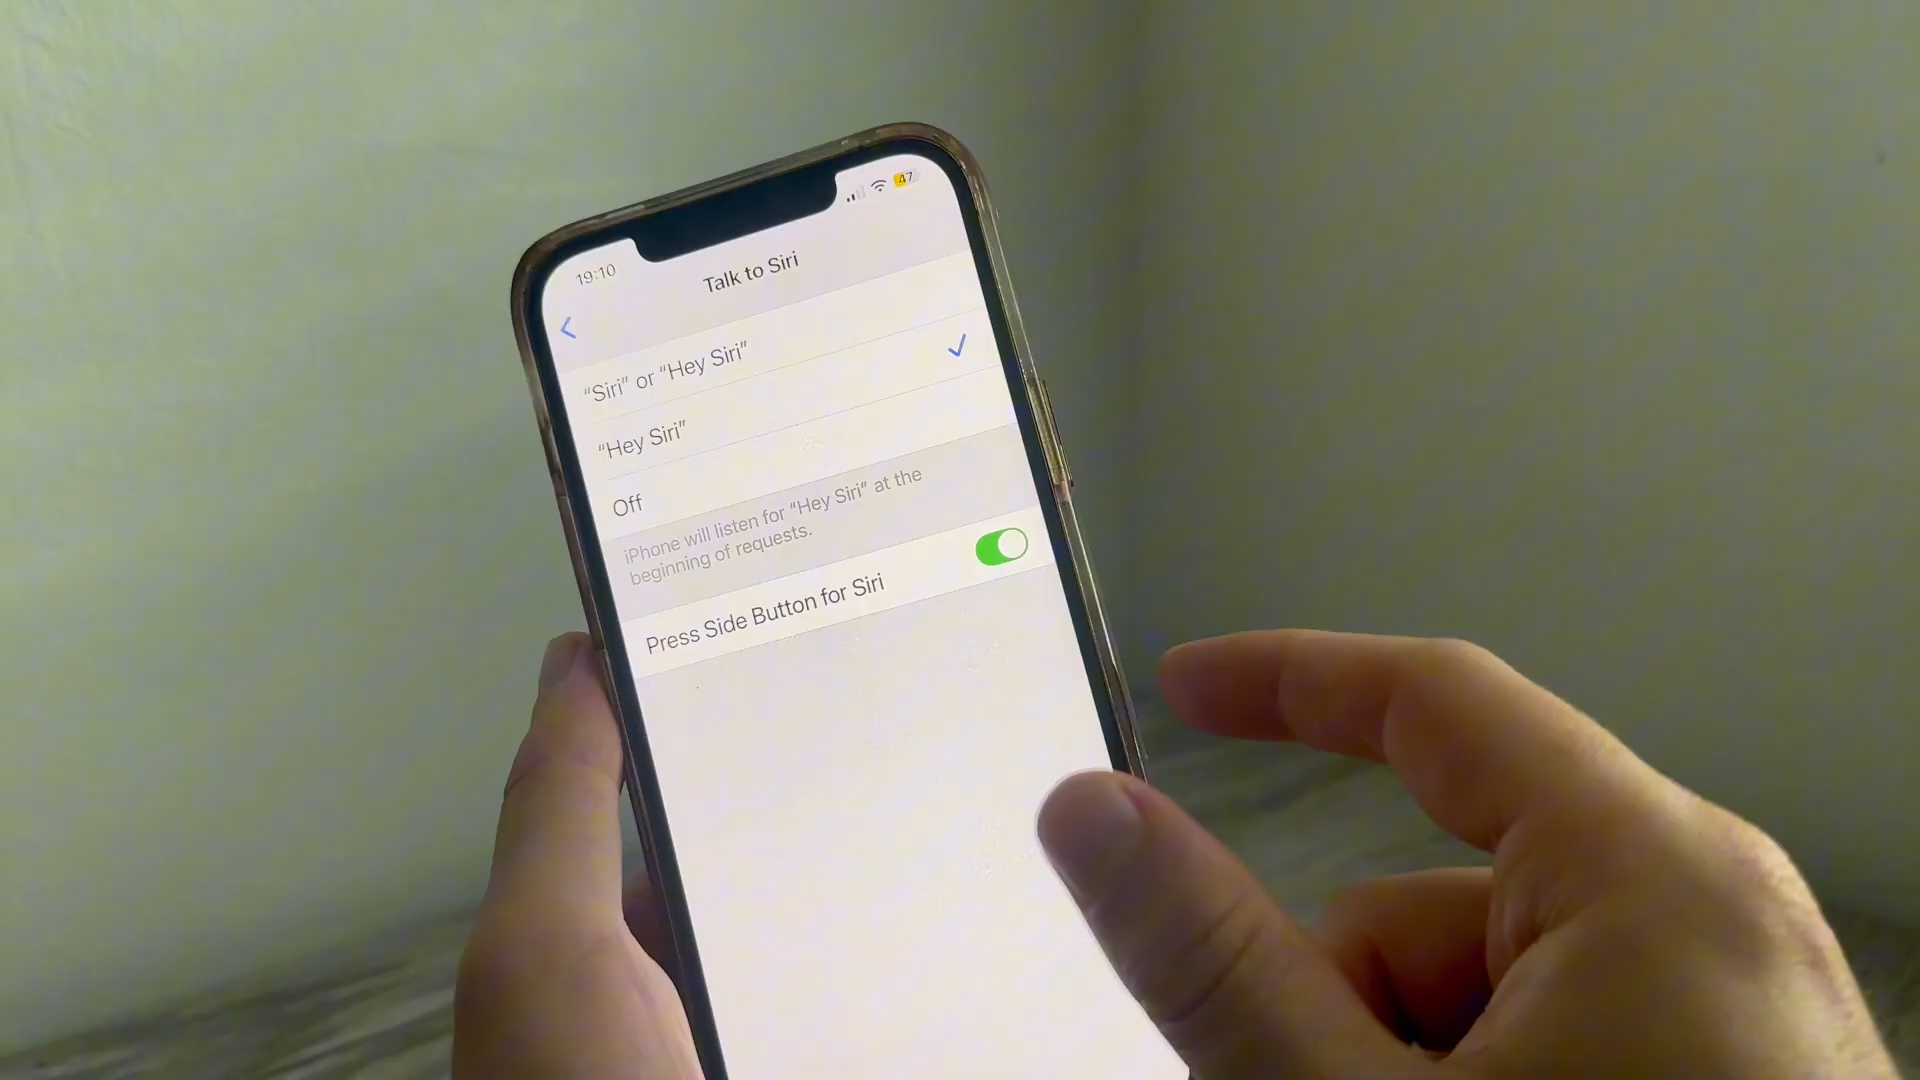 19:10
47
Talk to Siri
“Siri” or “Hey Siri”
“Hey Siri”
Off
iPhone will listen for “Hey Siri” at the
beginning of requests.
Press Side Button for Siri